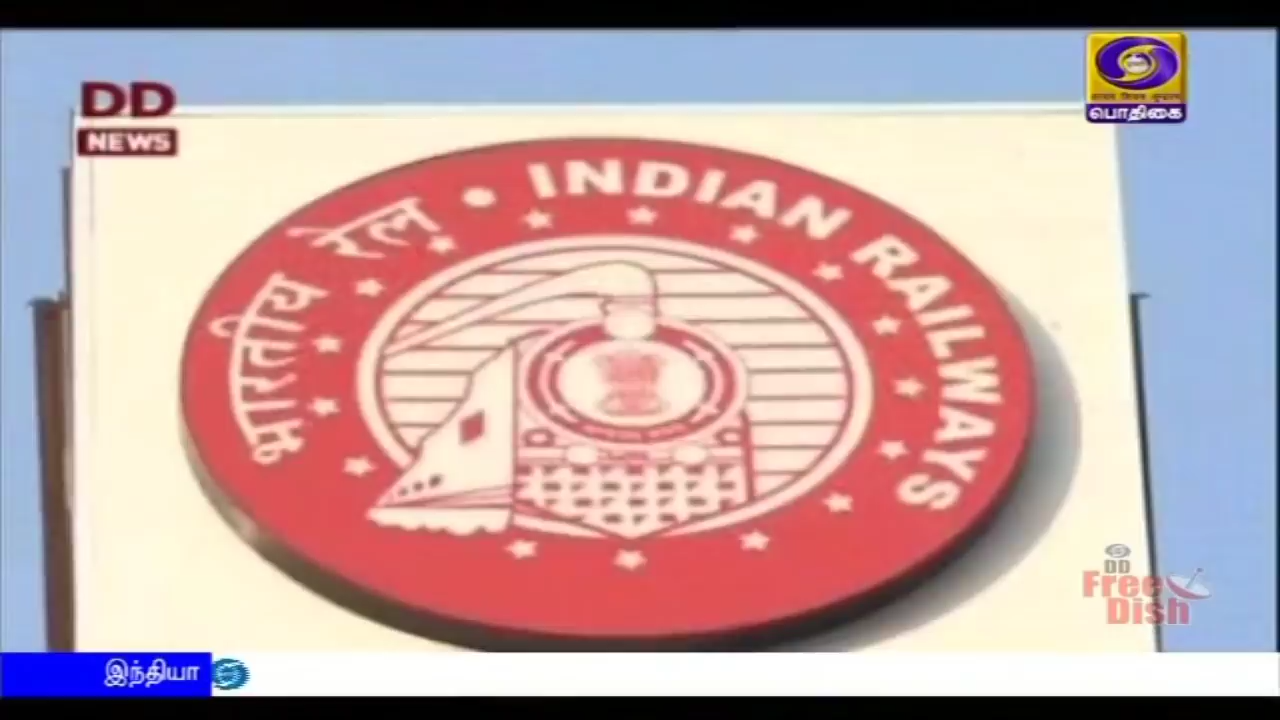 DD
NEWS
பொதிகை
भारतीय रेल • INDIAN RAILWAYS
DD
Free
Dish
இந்தியா